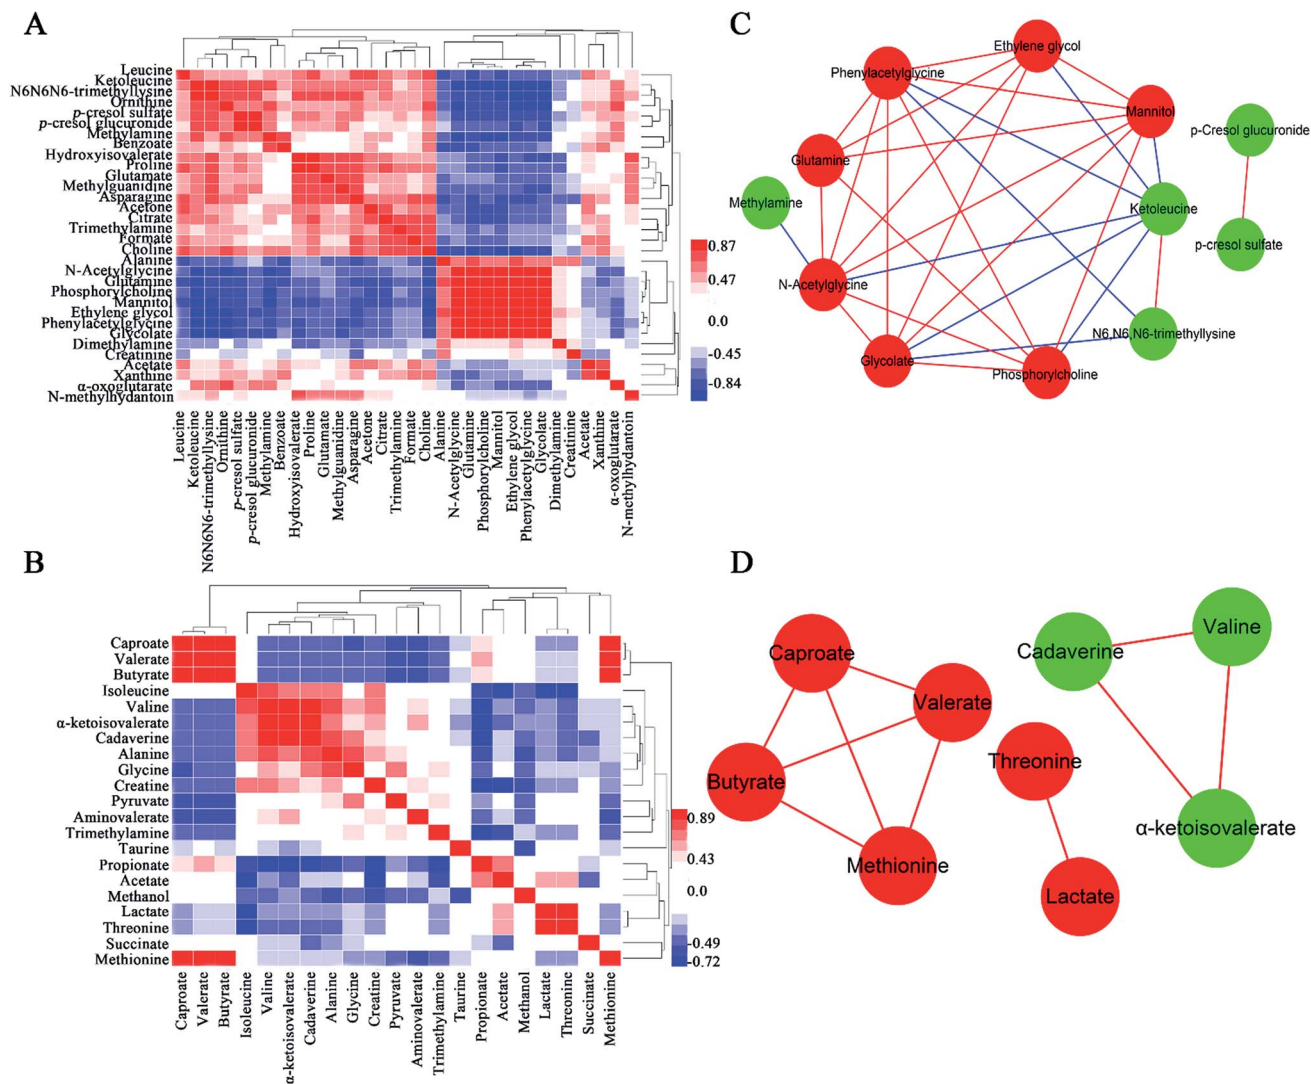 A
Leucine
Ketoleucine
N6N6N6-trimethyllysine
Ornithine
p-cresol sulfate
p-cresol glucuronide
Methylamine
Benzoate
Hydroxyisovalerate
Proline
Glutamate
Methylguanidine
Asparagine
Acetone
Citrate
Trimethylamine
Formate
Choline
Alanine
N-Acetylglycine
Glutamine
Phosphorylcholine
Mannitol
Ethylene glycol
Phenylacetylglycine
Glycolate
Dimethylamine
Creatinine
Acetate
Xanthine
α-oxoglutarate
N-methylhydantoin
0.87
0.47
0.0
-0.45
-0.84
Leucine
Ketoleucine
N6N6N6-trimethyllysine
Ornithine
p-cresol sulfate
p-cresol glucuronide
Methylamine
Benzoate
Hydroxyisovalerate
Proline
Glutamate
Methylguanidine
Asparagine
Acetone
Citrate
Trimethylamine
Formate
Choline
Alanine
N-Acetylglycine
Glutamine
Phosphorylcholine
Mannitol
Ethylene glycol
Phenylacetylglycine
Glycolate
Dimethylamine
Creatinine
Acetate
Xanthine
α-oxoglutarate
N-methylhydantoin
C
Ethylene glycol
Phenylacetylglycine
Mannitol
p-Cresol glucuronide
Glutamine
Methylamine
Ketoleucine
p-cresol sulfate
N-Acetylglycine
N6,N6,N6-trimethyllysine
Glycolate
Phosphorylcholine
B
Caproate
Valerate
Butyrate
Isoleucine
Valine
α-ketoisovalerate
Cadaverine
Alanine
Glycine
Creatine
Pyruvate
Aminovalerate
Trimethylamine
Taurine
Propionate
Acetate
Methanol
Lactate
Threonine
Succinate
Methionine
0.89
0.43
0.0
-0.49
-0.72
Caproate
Valerate
Butyrate
Isoleucine
Valine
α-ketoisovalerate
Cadaverine
Alanine
Glycine
Creatine
Pyruvate
Aminovalerate
Trimethylamine
Taurine
Propionate
Acetate
Methanol
Lactate
Threonine
Succinate
Methionine
D
Caproate
Valerate
Butyrate
Methionine
Cadaverine
Valine
Threonine
α-ketoisovalerate
Lactate